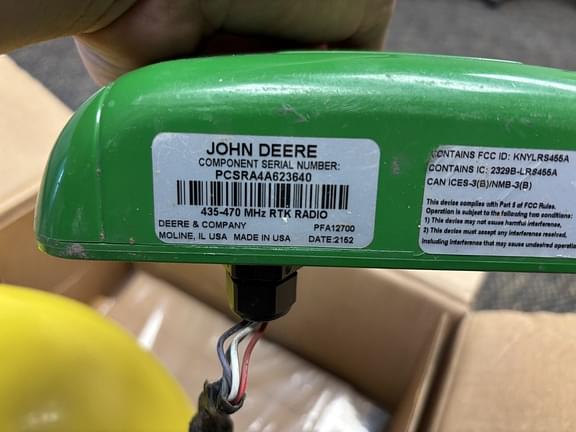 JOHN DEERE
COMPONENT SERIAL NUMBER:
PCSRA4A623640
435-470 MHz RTK RADIO
DEERE & COMPANY PFA12700
MOLINE, IL USA MADE IN USA DATE:2152
CONTAINS FCC ID: KNYLRS455A
CONTAINS IC: 2329B-LRS455A
CAN ICES-3(B)/NMB-3(B)
This device complies with Part 5 of FCC Rules.
Operation is subject to the following two conditions:
1) This device may not cause harmful interference,
2) This device must accept any interference required,
including interference that may cause undesired operation